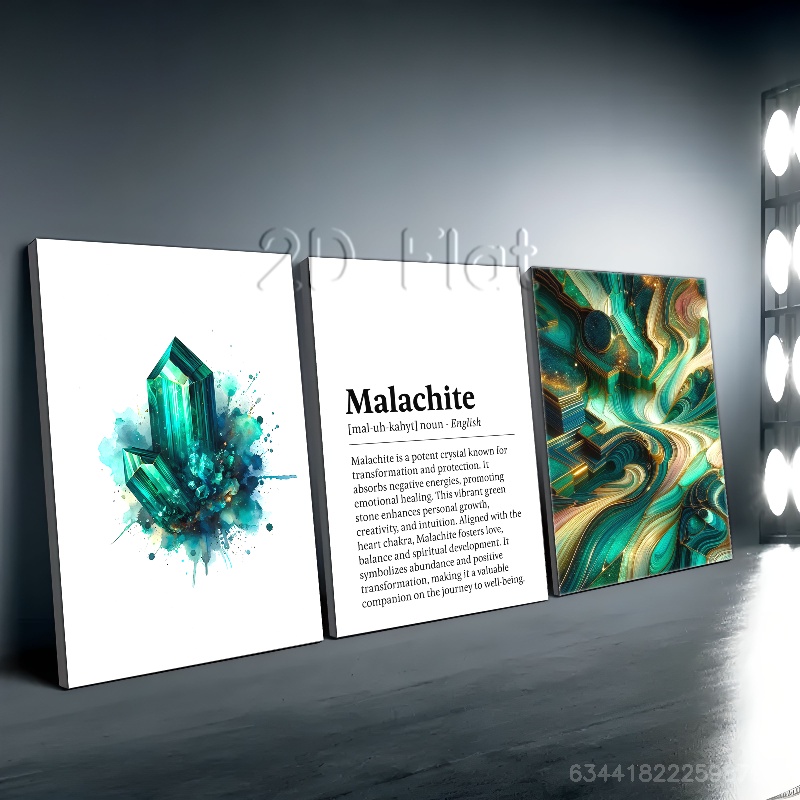 2D Flat
Malachite
[mal-uh-kahyt] noun - English
Malachite is a potent crystal known for
transformation and protection. It
absorbs negative energies, promoting
emotional healing. This vibrant green
stone enhances personal growth,
creativity, and intuition. Aligned with the
heart chakra, Malachite fosters love,
balance and spiritual development. It
symbolizes abundance and positive
transformation, making it a valuable
companion on the journey to well-being.